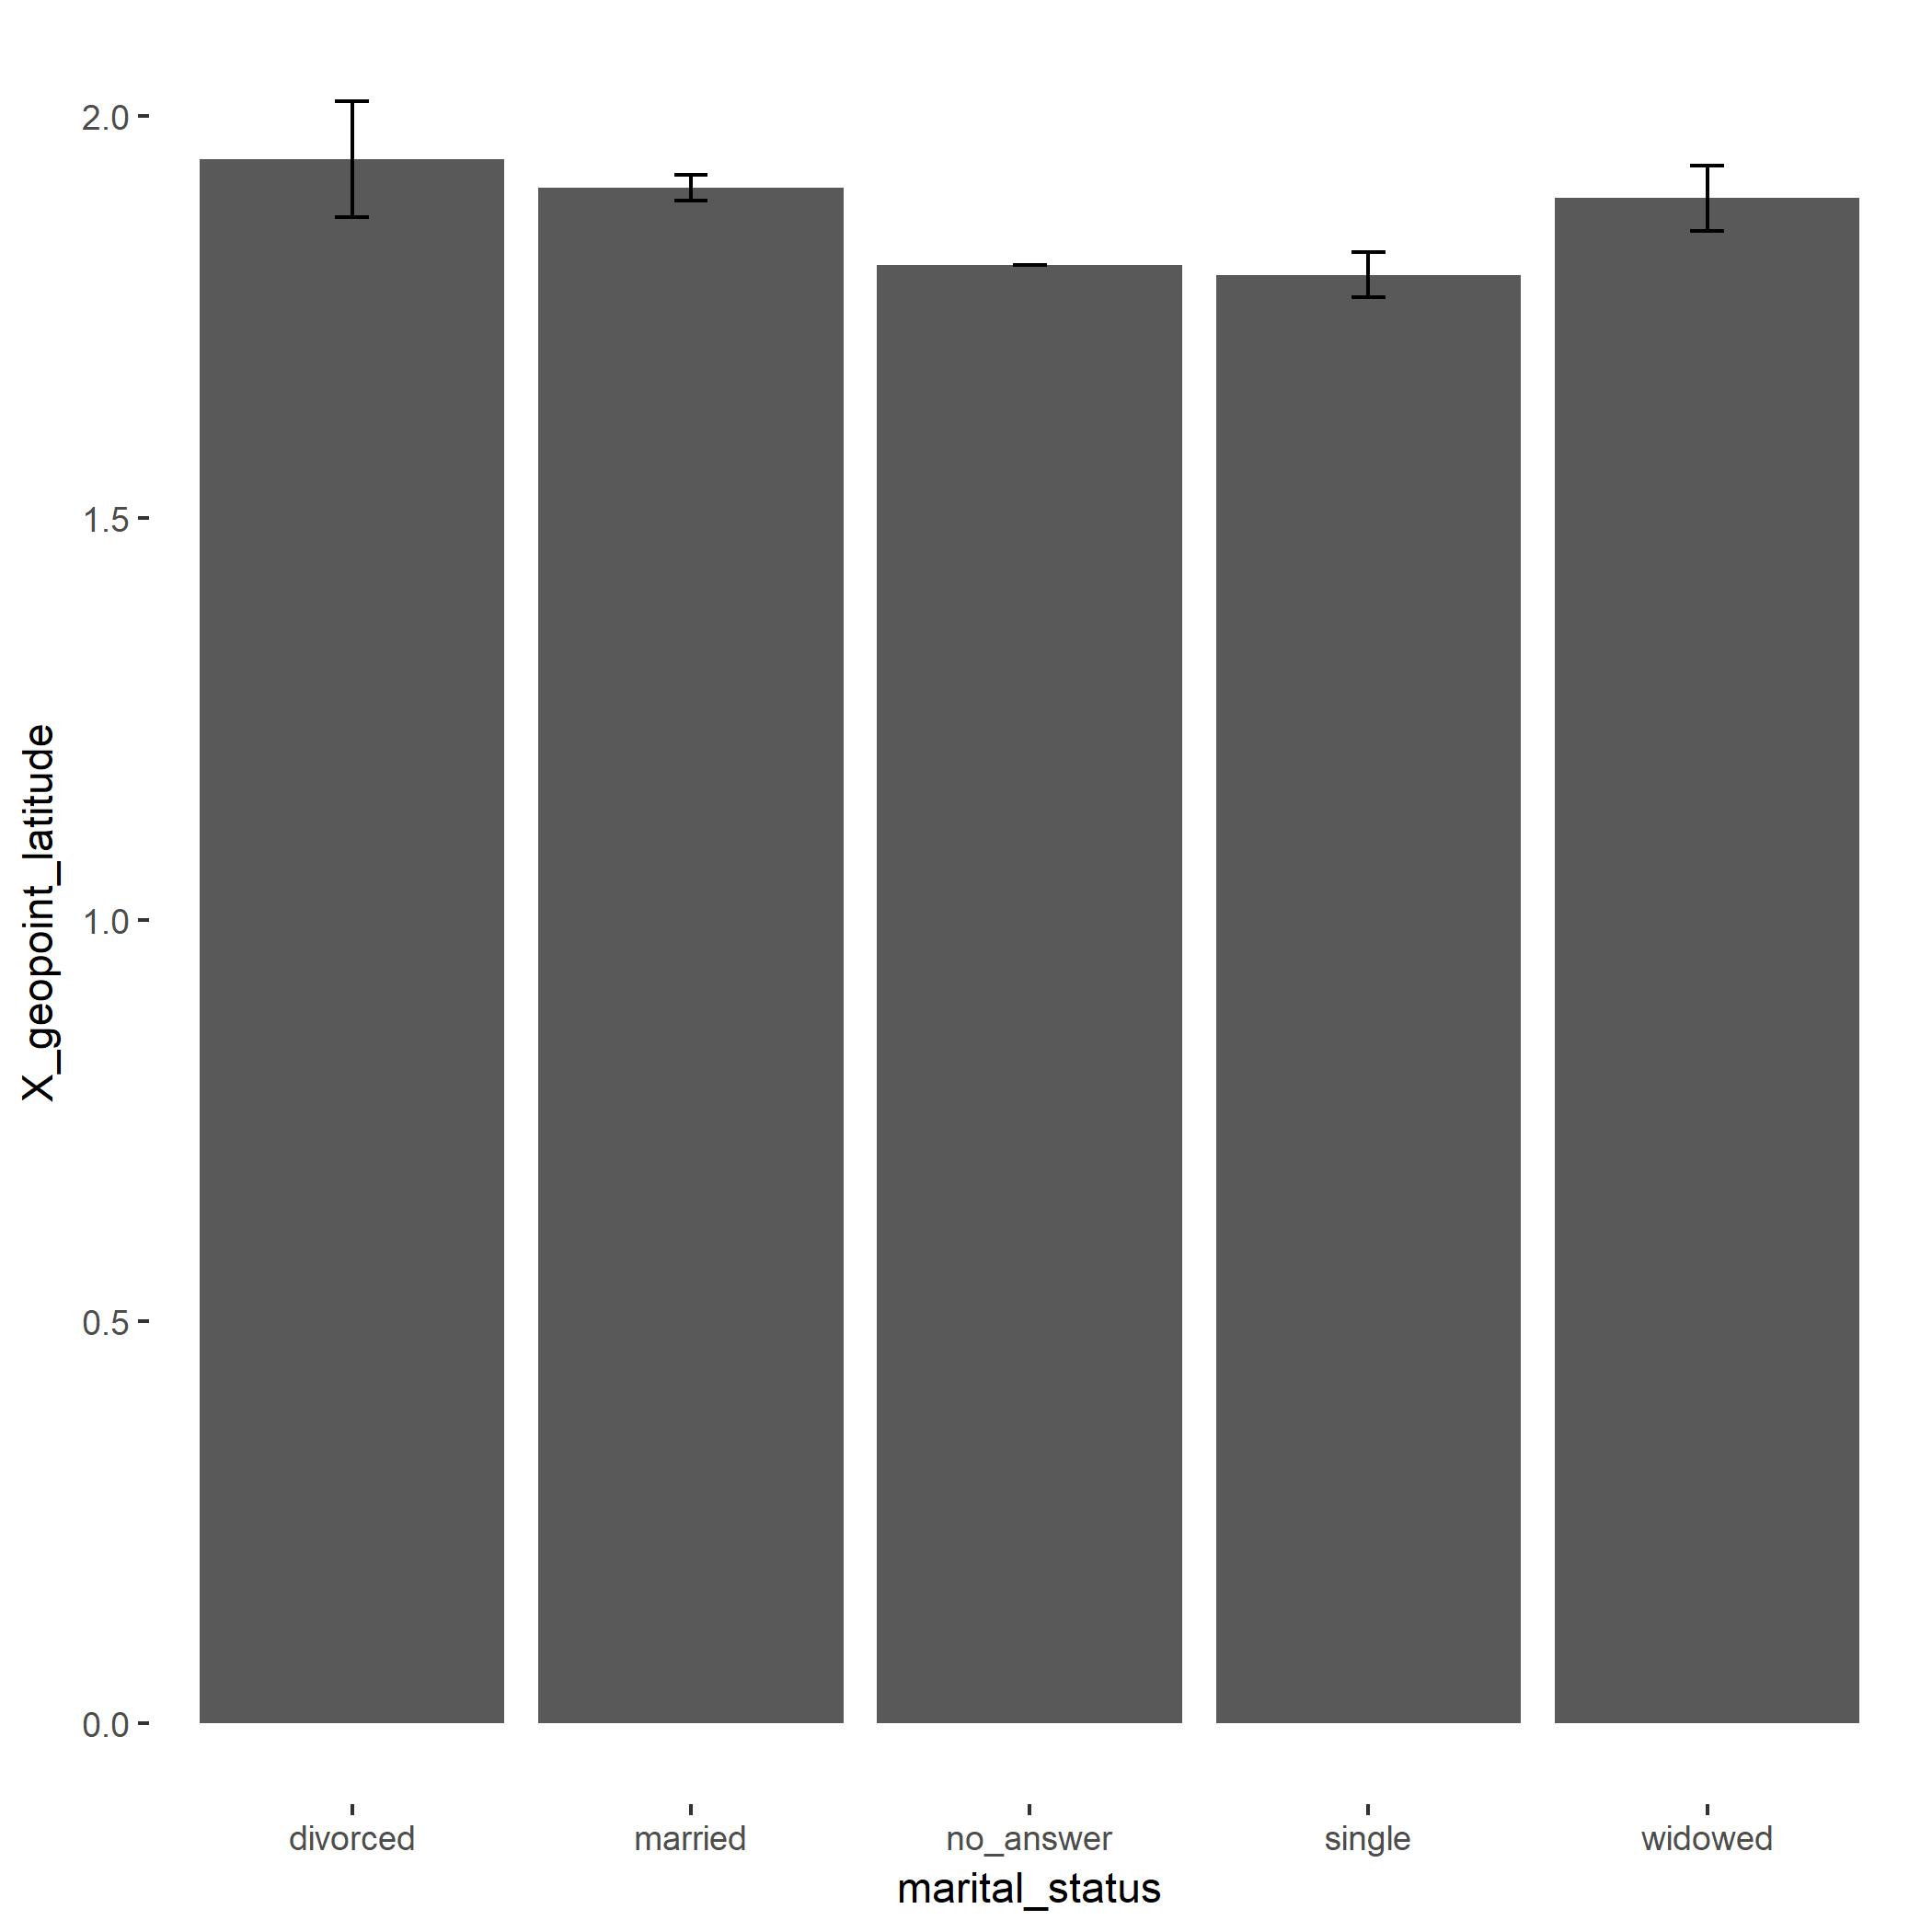 2.0
1.5
1.0
0.5
0.0
X_geopoint_latitude
divorced married no_answer single widowed
marital_status